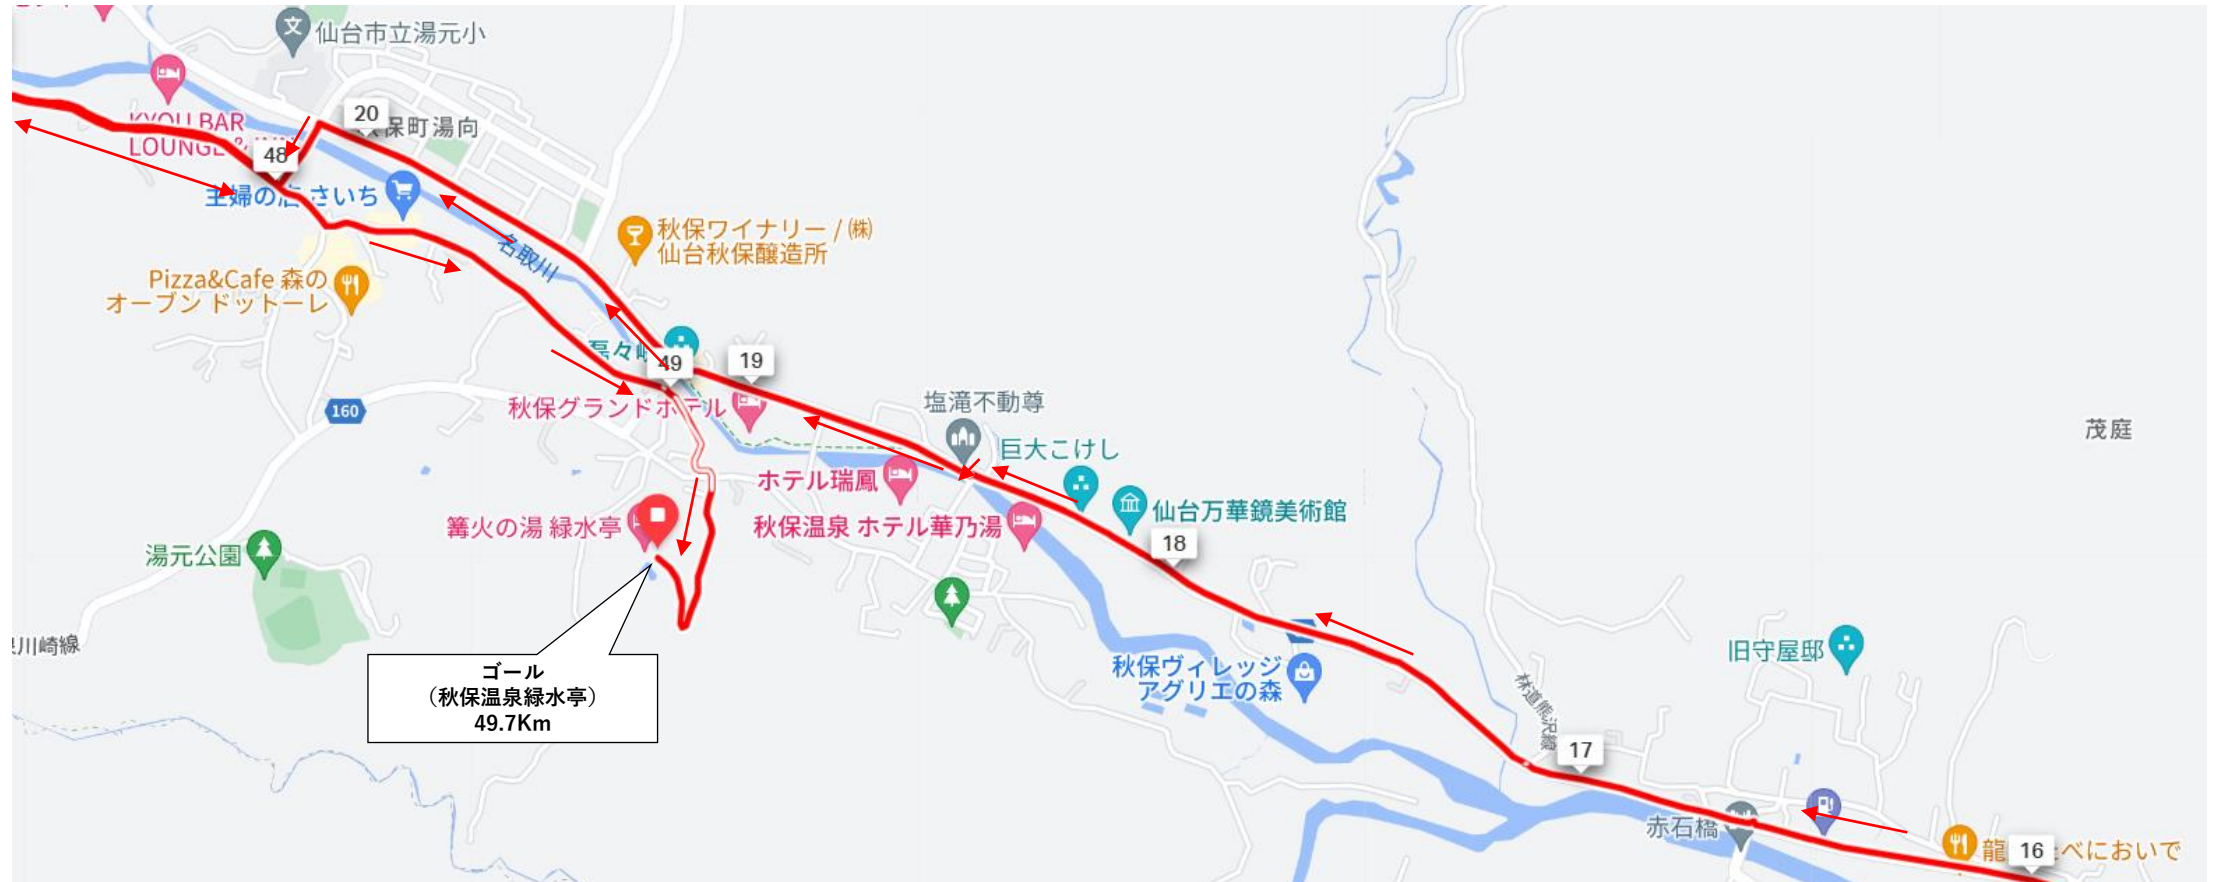 仙台市立湯元小
20
保町湯向
KYOU BAR
LOUNGE &
48
主婦の店 さいち
秋保ワイナリー / ㈱
仙台秋保醸造所
名取川
Pizza&Cafe 森の
オーブン ドットーレ
磊々峡
49
19
160
秋保グランドホテル
塩滝不動尊
巨大こけし
茂庭
ホテル瑞鳳
仙台万華鏡美術館
篝火の湯 緑水亭
秋保温泉 ホテル華乃湯
18
湯元公園
川崎線
ゴール
（秋保温泉緑水亭）
49.7Km
秋保ヴィレッジ
アグリエの森
旧守屋邸
林道熊沢線
17
赤石橋
龍
16
べにおいで